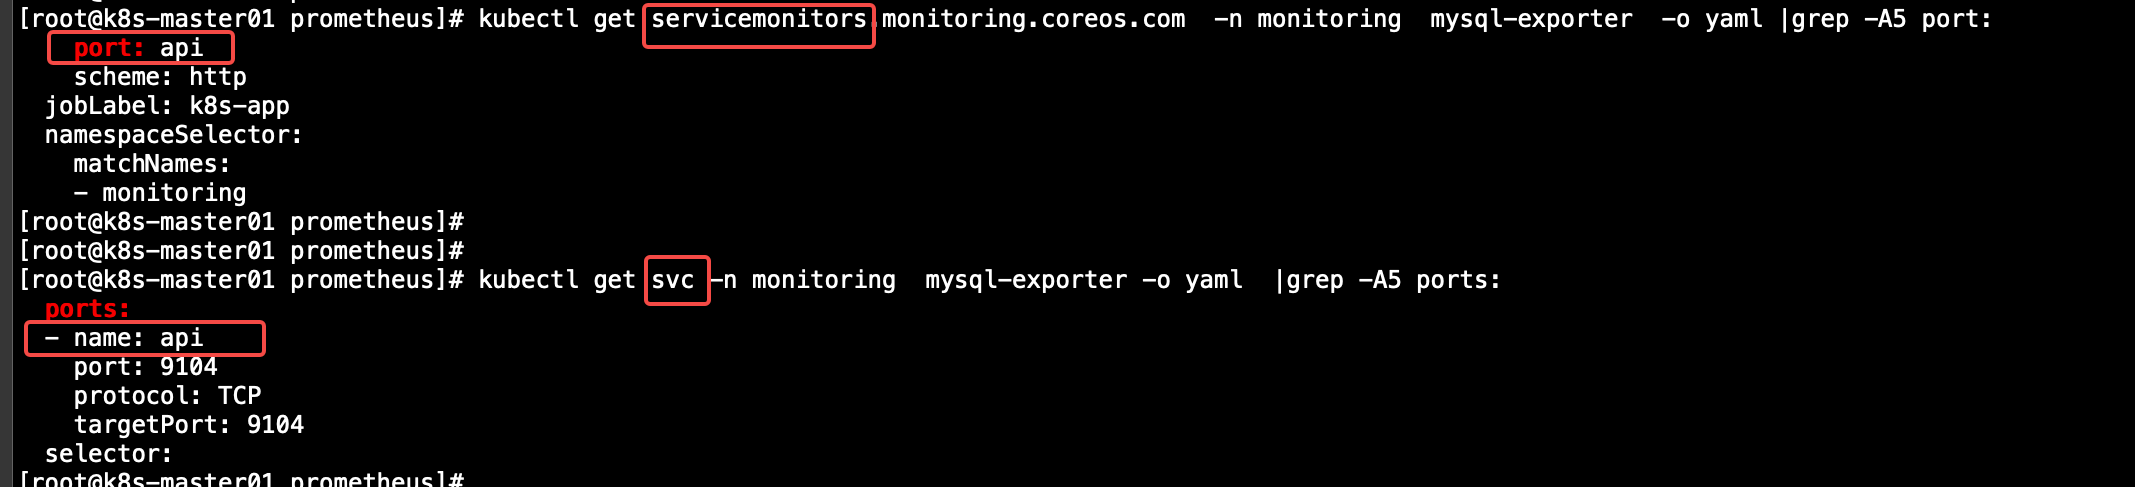 [root@k8s-master01 prometheus]# kubectl get servicemonitors.monitoring.coreos.com  -n monitoring  mysql-exporter  -o yaml |grep -A5 port:
    port: api
    scheme: http
  jobLabel: k8s-app
  namespaceSelector:
    matchNames:
    - monitoring
[root@k8s-master01 prometheus]#
[root@k8s-master01 prometheus]#
[root@k8s-master01 prometheus]# kubectl get svc -n monitoring  mysql-exporter -o yaml  |grep -A5 ports:
  ports:
  - name: api
    port: 9104
    protocol: TCP
    targetPort: 9104
  selector:
[root@k8s-master01 prometheus]#